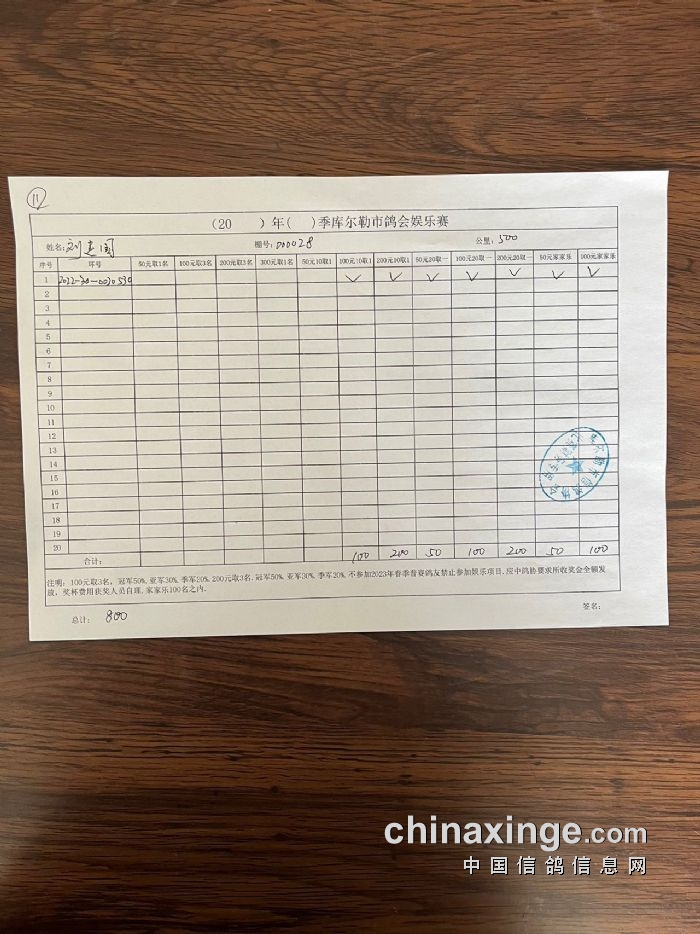 11
(20 ) 年 ( ) 季库尔勒市鸽会娱乐赛
姓名: 刘建国 棚号: 000028 公里: 500
序号 环号 50元取1名 100元取3名 200元取3名 300元取1名 50元10取1 100元10取1 200元10取1 50元20取一 100元20取一 200元20取一 50元家家乐 100元家家乐
1 2022-30-0020530 √ √ √ √ √ √ √
2
3
4
5
6
7
8
9
10
11
12
13
14
15
16
17
18
19
20
合计: 100 200 50 100 200 50 100
注明: 100元取3名, 冠军50%, 亚军30%, 季军20%. 200元取3名. 冠军50%, 亚军30%, 季军20%. 不参加2023年春季普赛鸽友禁止参加娱乐项目. 应中鸽协要求所收奖会全额发
放, 奖杯费用获奖人员自理, 家家乐100名之内.
总计: 800 签名:
chinaxinge.com
中国信鸽信息网